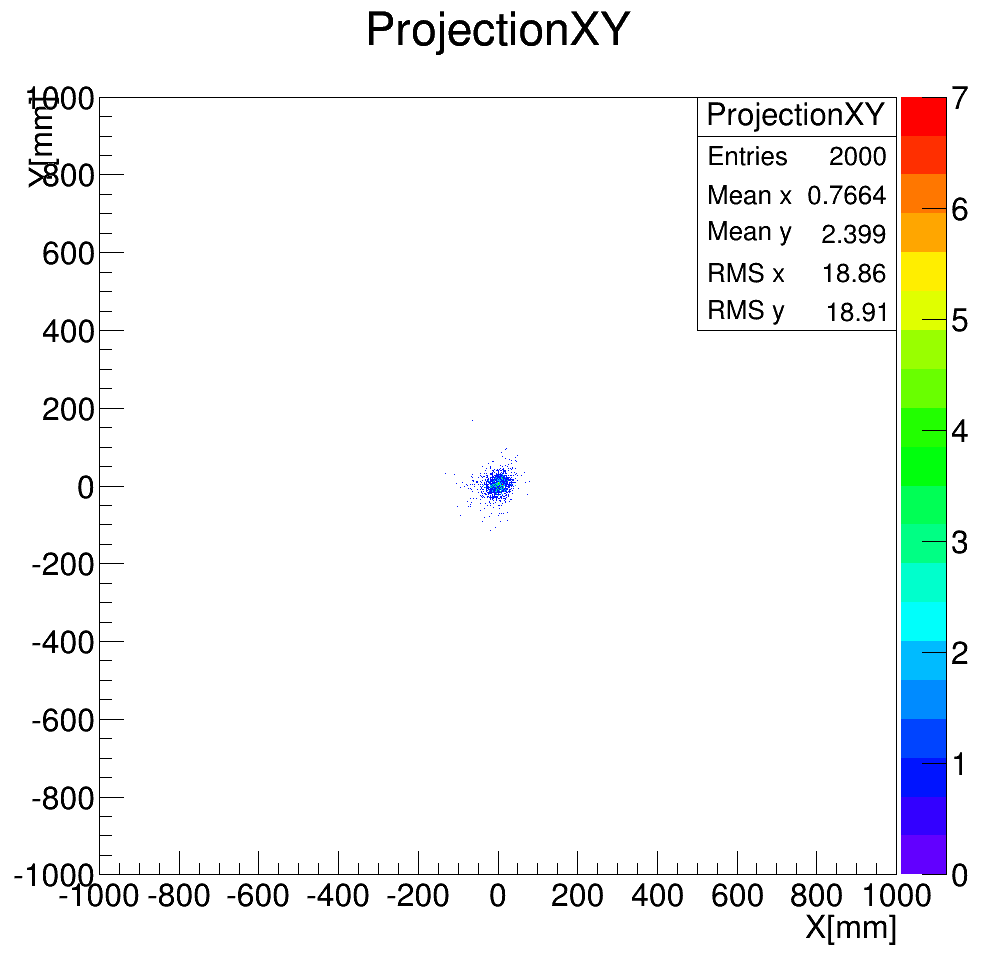 ProjectionXY
Y[mm]
1000
800
600
400
200
0
-200
-400
-600
-800
-1000
ProjectionXY
Entries 2000
Mean x 0.7664
Mean y 2.399
RMS x 18.86
RMS y 18.91
7
6
5
4
3
2
1
0
-1000 -800 -600 -400 -200 0 200 400 600 800 1000
X[mm]